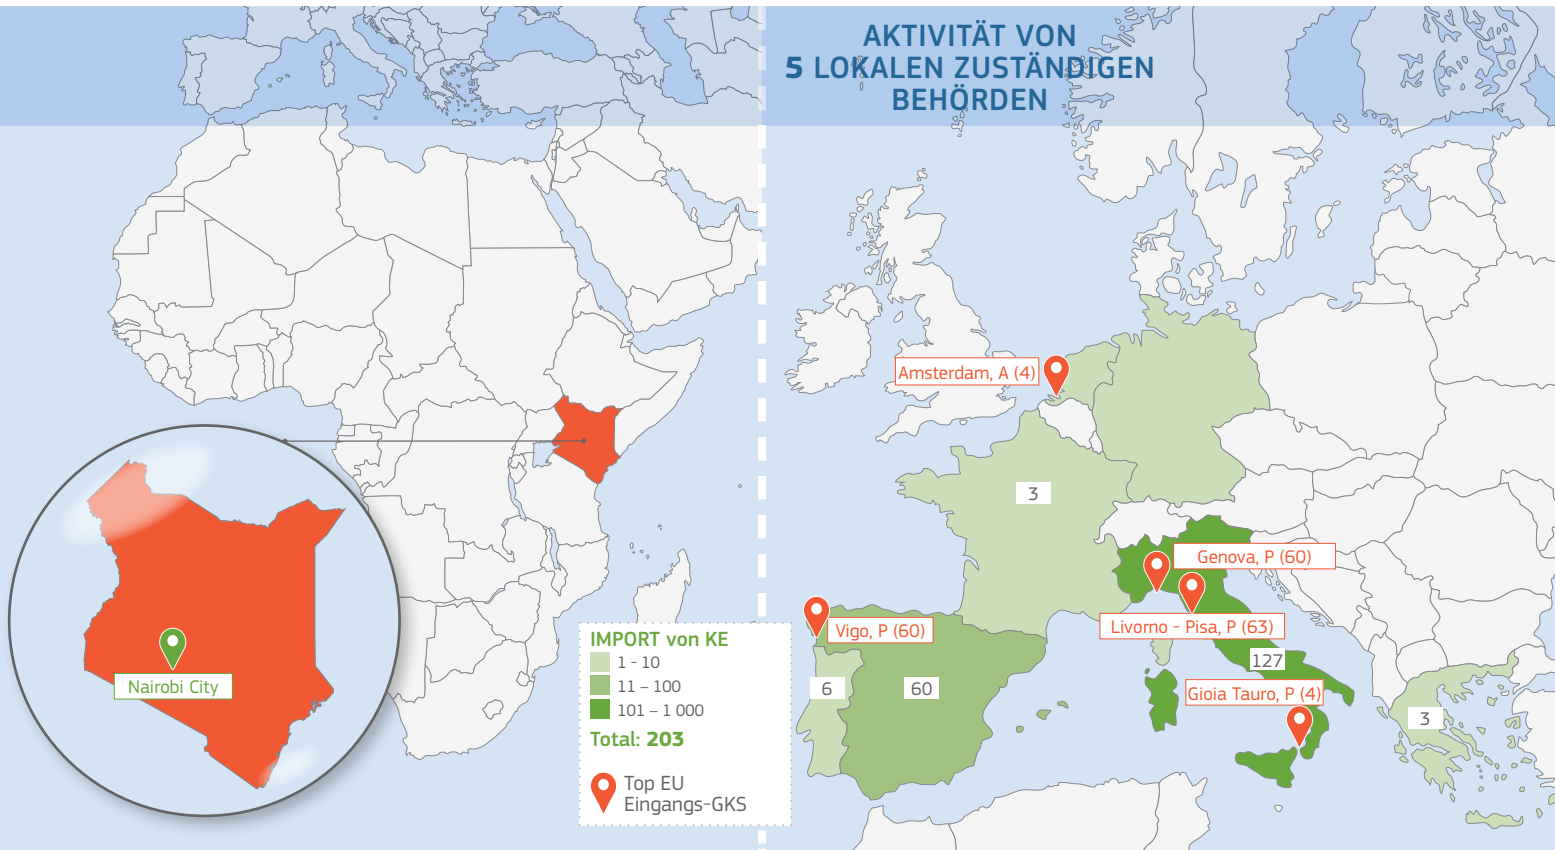 AKTIVITÄT VON
5 LOKALEN ZUSTÄNDIGEN
BEHÖRDEN
Amsterdam, A (4)
3
Genova, P (60)
Livorno - Pisa, P (63)
Vigo, P (60)
127
6
60
Gioia Tauro, P (4)
3
Nairobi City
IMPORT von KE
1 - 10
11 – 100
101 – 1 000
Total: 203
Top EU
Eingangs-GKS